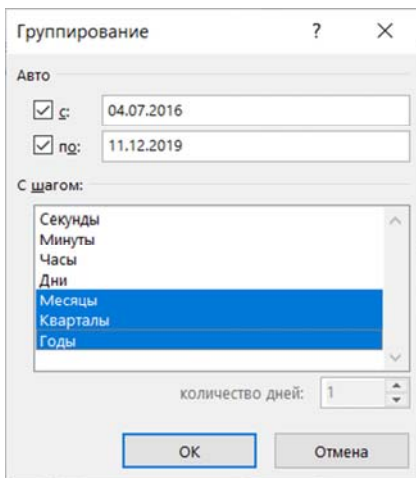 Группирование ?
Авто
с: 04.07.2016
по: 11.12.2019
С шагом:
Секунды
Минуты
Часы
Дни
Месяцы
Кварталы
Годы
количество дней: 1
ОК Отмена